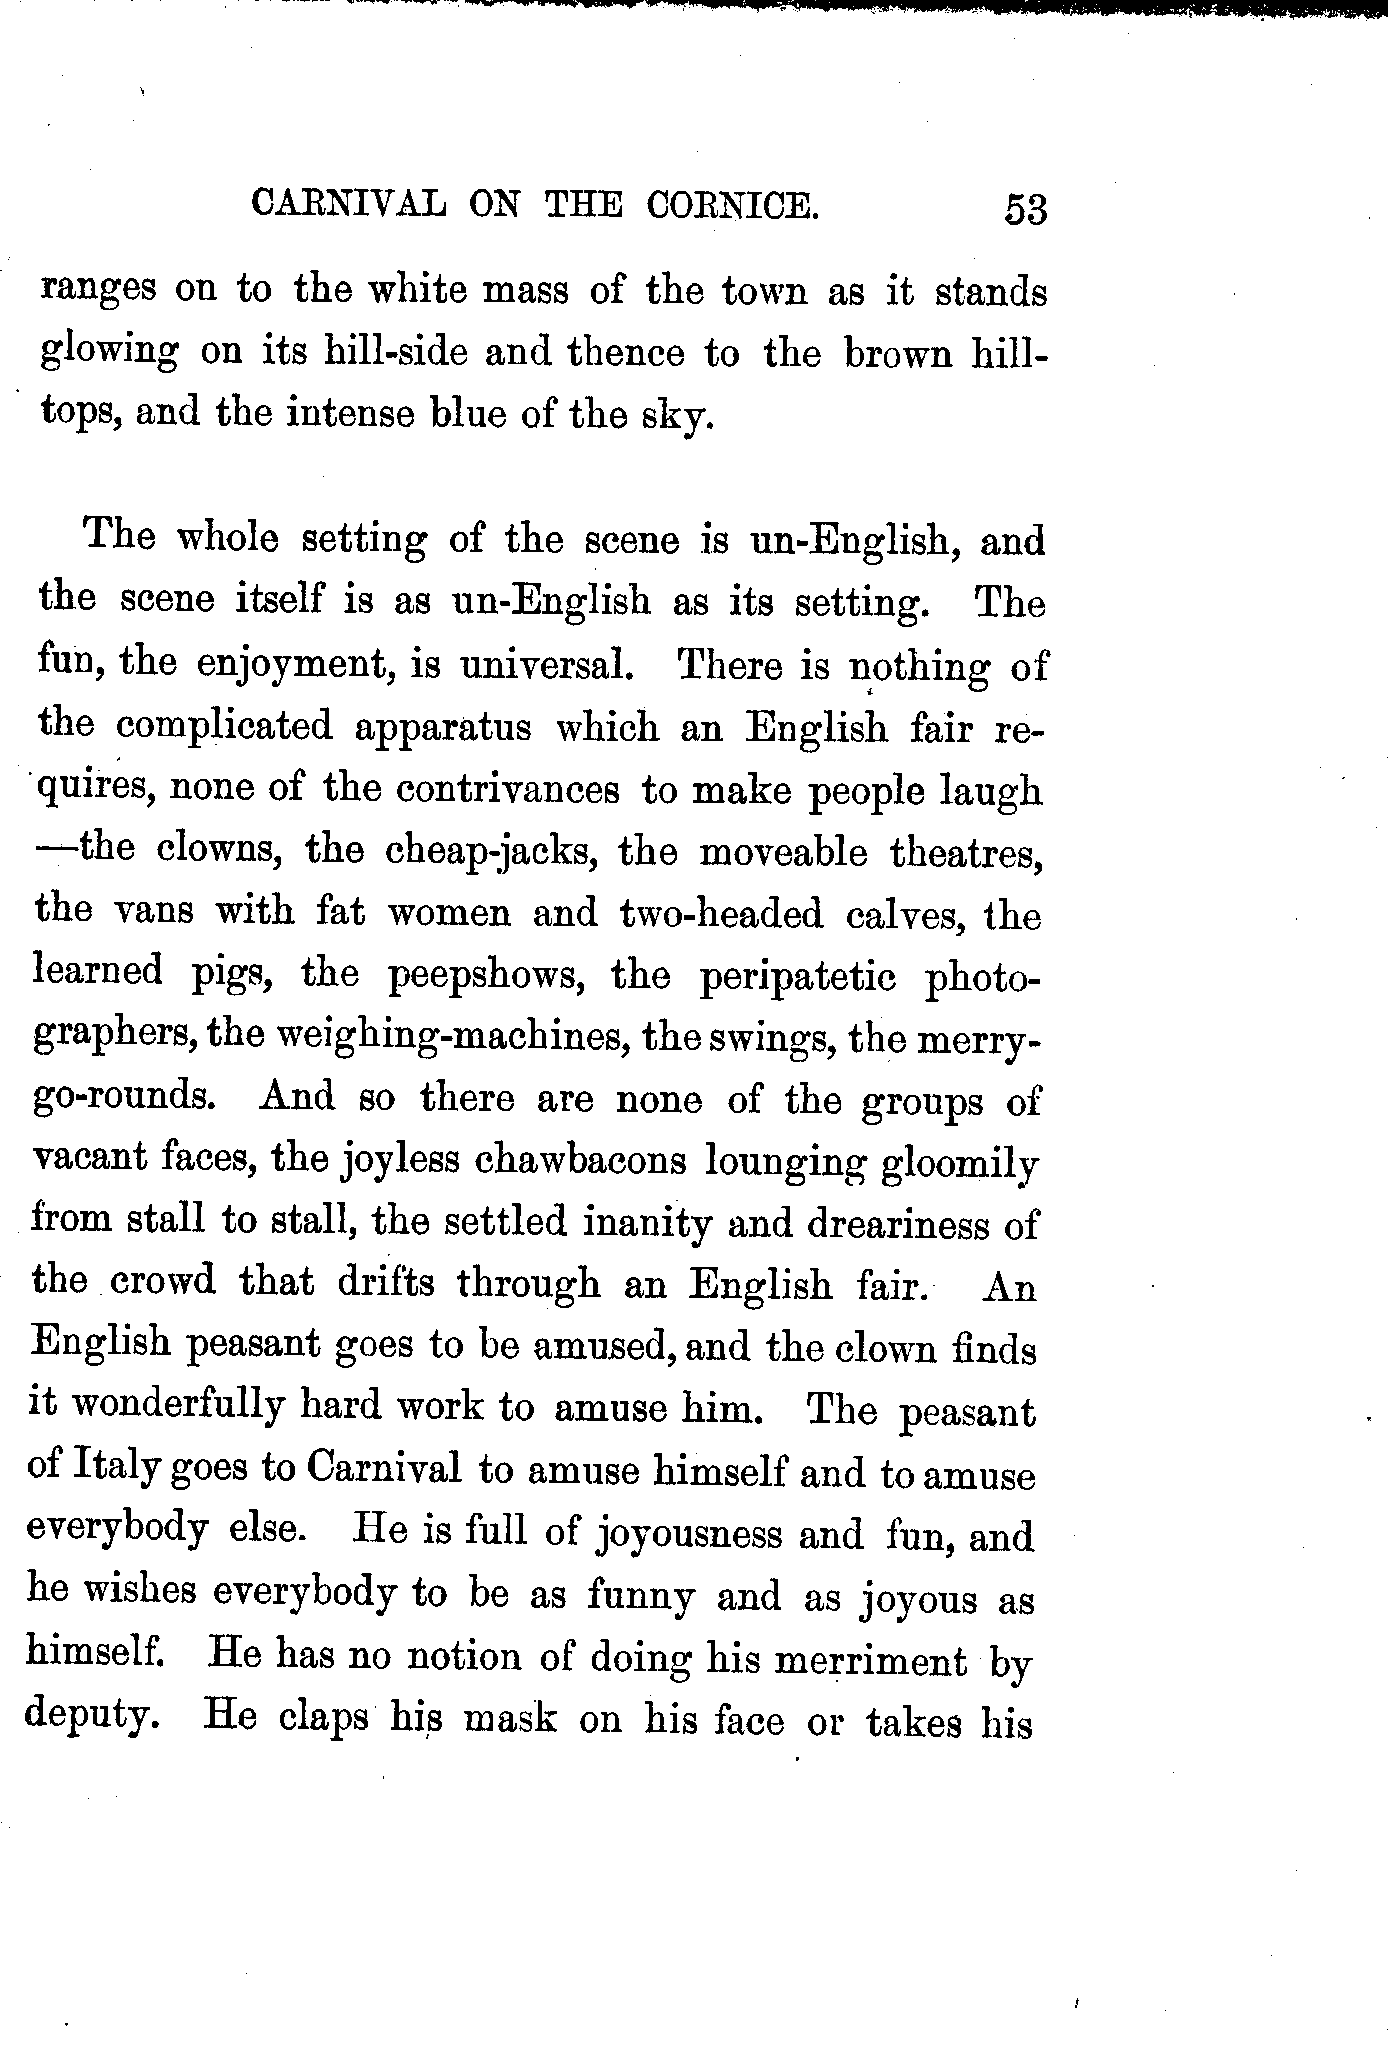 CARNIVAL ON THE CORNICE. 53
ranges on to the white mass of the town as it stands
glowing on its hill-side and thence to the brown hill-
tops, and the intense blue of the sky.
The whole setting of the scene is un-English, and
the scene itself is as un-English as its setting. The
fun, the enjoyment, is universal. There is nothing of
the complicated apparatus which an English fair re-
quires, none of the contrivances to make people laugh
—the clowns, the cheap-jacks, the moveable theatres,
the vans with fat women and two-headed calves, the
learned pigs, the peepshows, the peripatetic photo-
graphers, the weighing-machines, the swings, the merry-
go-rounds. And so there are none of the groups of
vacant faces, the joyless chawbacons lounging gloomily
from stall to stall, the settled inanity and dreariness of
the crowd that drifts through an English fair. An
English peasant goes to be amused, and the clown finds
it wonderfully hard work to amuse him. The peasant
of Italy goes to Carnival to amuse himself and to amuse
everybody else. He is full of joyousness and fun, and
he wishes everybody to be as funny and as joyous as
himself. He has no notion of doing his merriment by
deputy. He claps his mask on his face or takes his